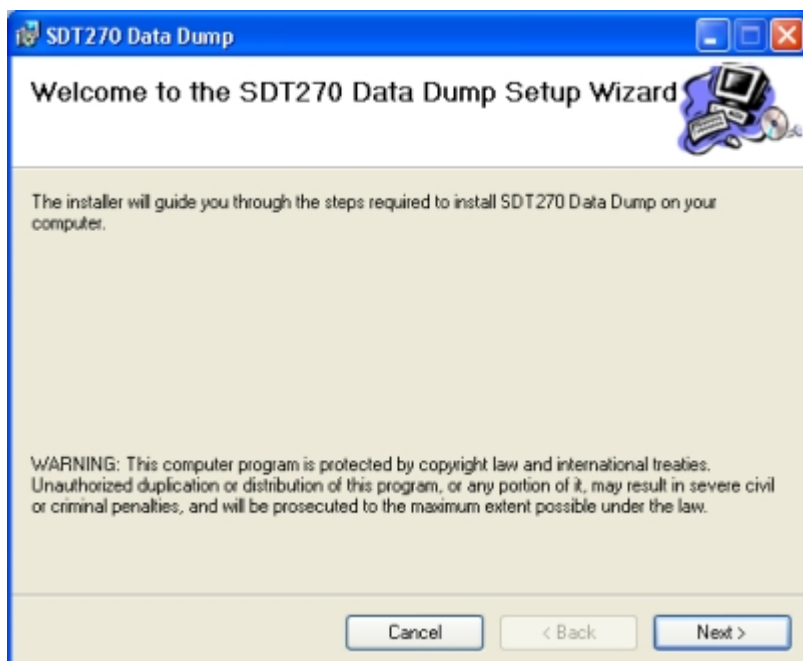 SDT270 Data Dump
Welcome to the SDT270 Data Dump Setup Wizard
The installer will guide you through the steps required to install SDT270 Data Dump on your
computer.
WARNING: This computer program is protected by copyright law and international treaties.
Unauthorized duplication or distribution of this program, or any portion of it, may result in severe civil
or criminal penalties, and will be prosecuted to the maximum extent possible under the law.
Cancel
< Back
Next >